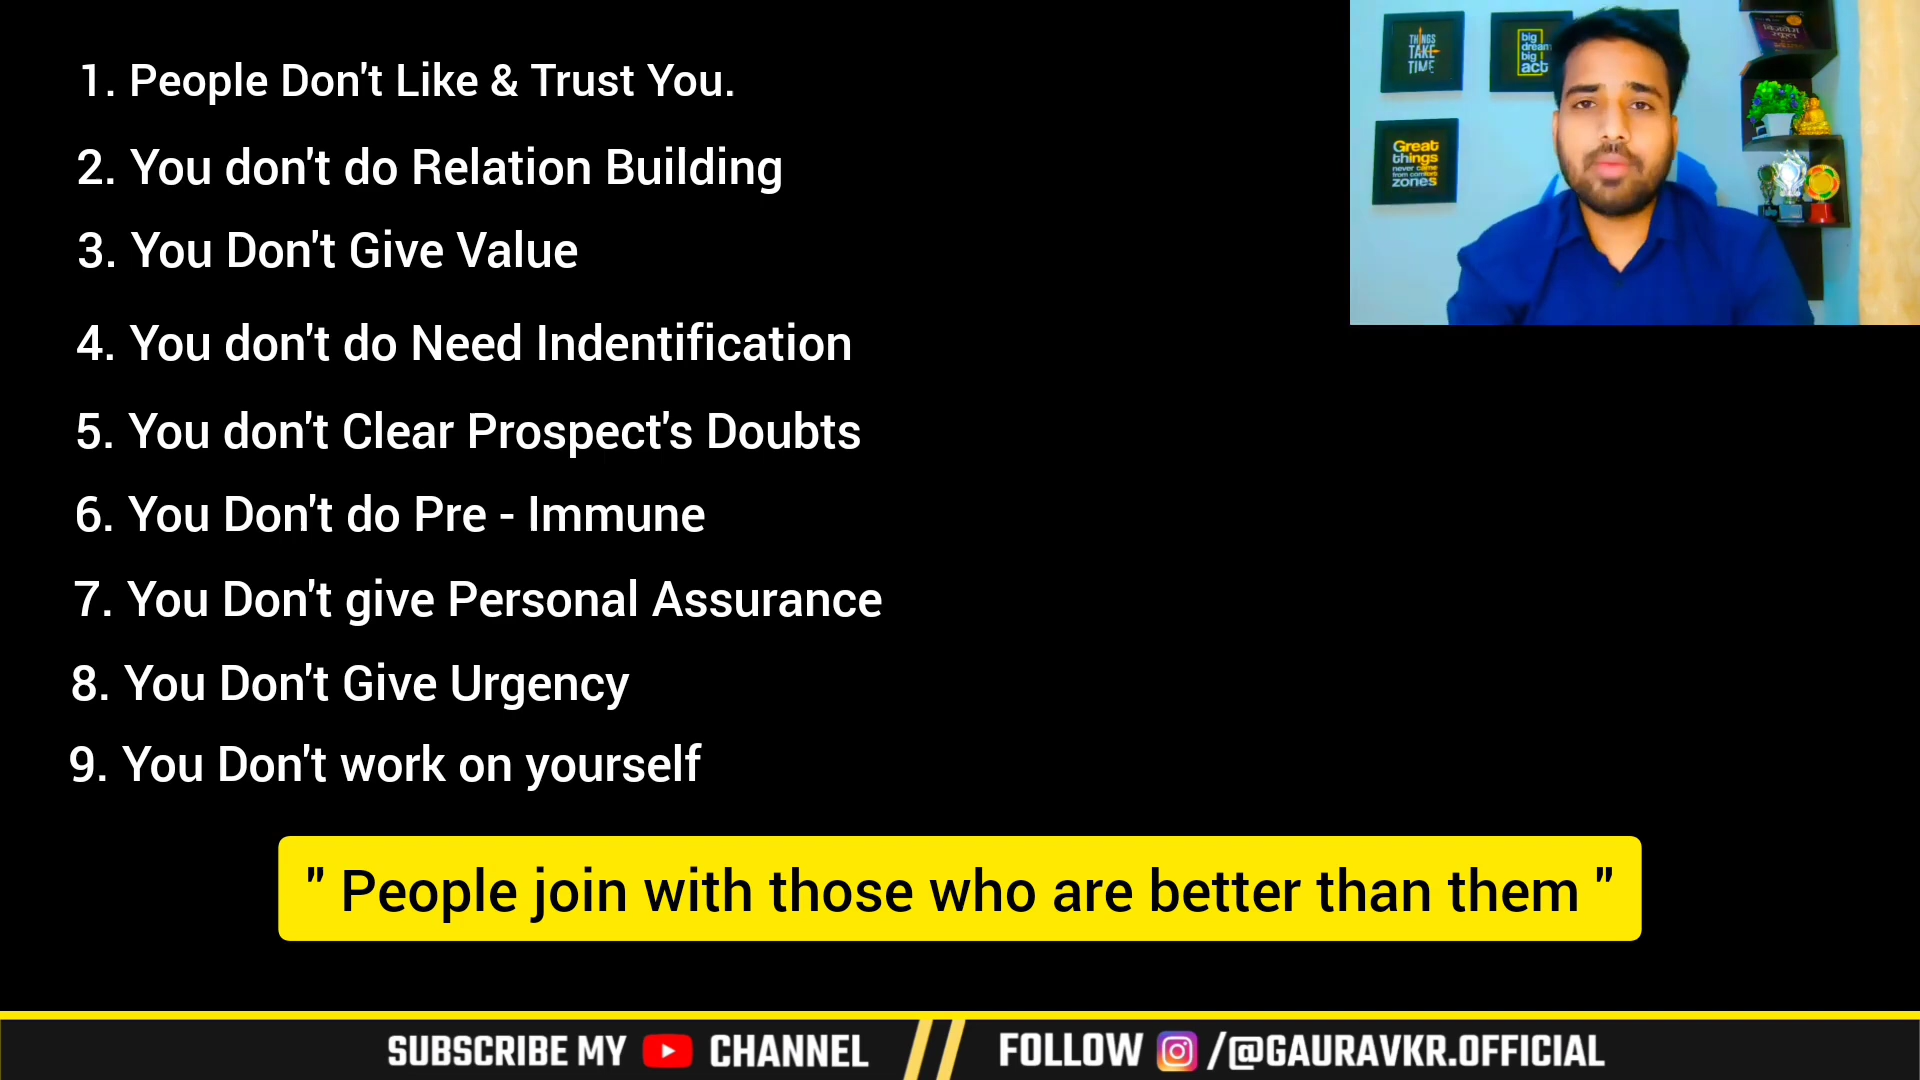 1. People Don't Like & Trust You.
2. You don't do Relation Building
3. You Don't Give Value
4. You don't do Need Indentification
5. You don't Clear Prospect's Doubts
6. You Don't do Pre - Immune
7. You Don't give Personal Assurance
8. You Don't Give Urgency
9. You Don't work on yourself
" People join with those who are better than them "
THINGS
TAKE
TIME
big
dream
big
act
Great
things
never came
from comfort
zones
SUBSCRIBE MY CHANNEL // FOLLOW /@GAURAVKR.OFFICIAL